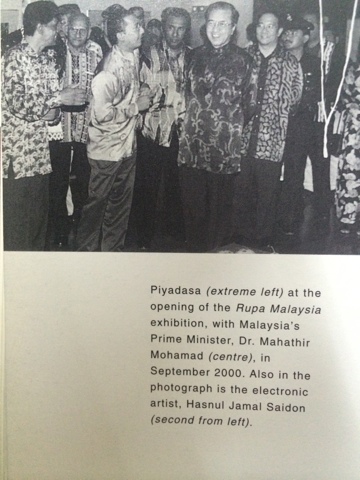 Piyadasa (extreme left) at the
opening of the Rupa Malaysia
exhibition, with Malaysia's
Prime Minister, Dr. Mahathir
Mohamad (centre), in
September 2000. Also in the
photograph is the electronic
artist, Hasnul Jamal Saidon
(second from left).